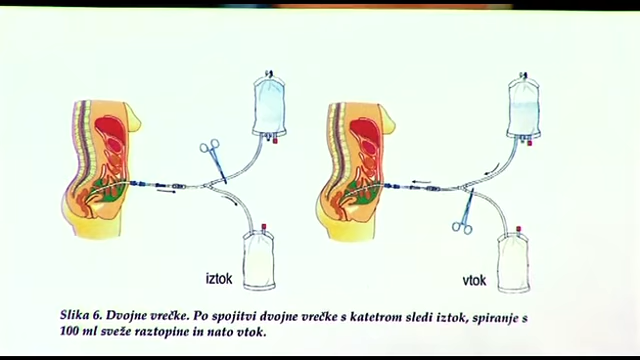 iztok
vtok
Slika 6. Dvojne vrečke. Po spojitvi dvojne vrečke s katetrom sledi iztok, spiranje s
100 ml sveže raztopine in nato vtok.